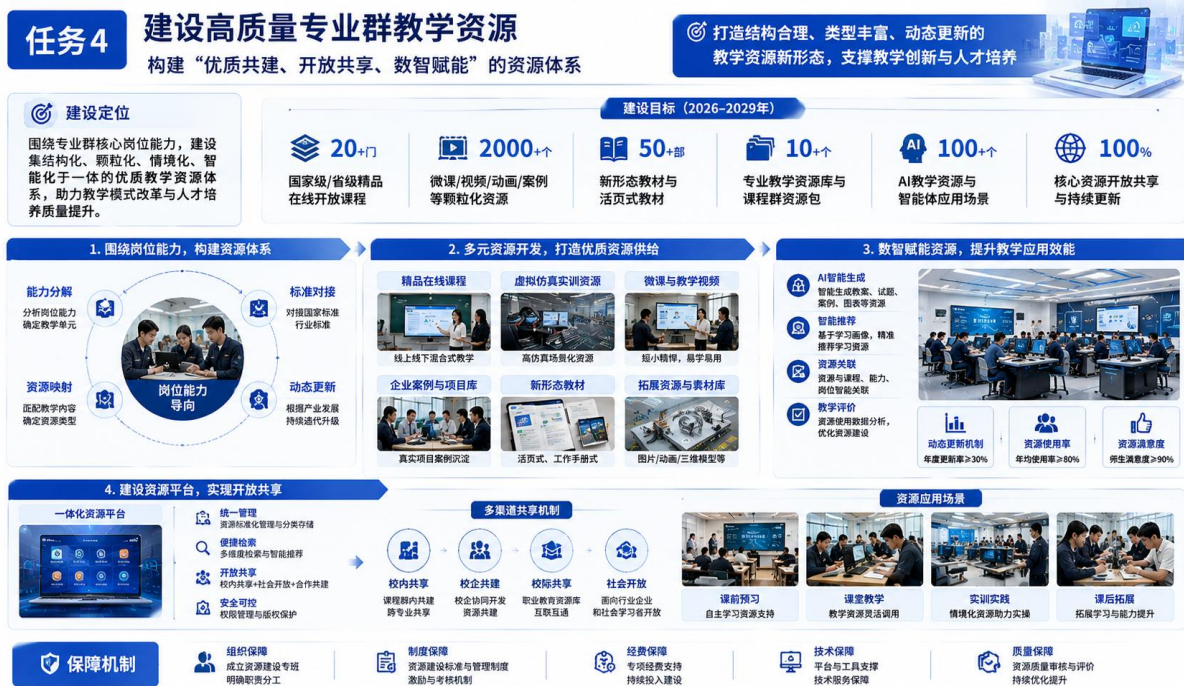 任务4
建设高质量专业群教学资源
构建“优质共建、开放共享、数智赋能”的资源体系
打造结构合理、类型丰富、动态更新的
教学资源新形态，支撑教学创新与人才培养
建设定位
围绕专业群核心岗位能力，建设
集结构化、颗粒化、情境化、智
能化于一体的优质教学资源体
系，助力教学模式改革与人才培
养质量提升。
建设目标（2026-2029年）
20+门
国家级/省级精品
在线开放课程
2000+个
微课/视频/动画/案例
等颗粒化资源
50+部
新形态教材与
活页式教材
10+个
专业教学资源库与
课程群资源包
AI
100+个
AI教学资源与
智能体应用场景
100%
核心资源开放共享
与持续更新
1. 围绕岗位能力，构建资源体系
能力分解
分析岗位能力
确定教学单元
标准对接
对接国家标准
行业标准
岗位能力
导向
资源映射
匹配教学内容
确定资源类型
动态更新
根据产业发展
持续迭代升级
2. 多元资源开发，打造优质资源供给
精品在线课程
线上线下混合式教学
虚拟仿真实训资源
高仿真场景化资源
微课与教学视频
短小精悍，易学易用
企业案例与项目库
真实项目案例沉淀
新形态教材
活页式、工作手册式
拓展资源与素材库
图片/动画/三维模型等
3. 数智赋能资源，提升教学应用效能
AI智能生成
智能生成教案、试题、
案例、图表等资源
智能推荐
基于学习画像，精准
推荐学习资源
资源关联
资源与课程、能力、
岗位智能关联
教学评价
资源使用数据分析，
优化资源建设
动态更新机制
年度更新率≥30%
资源使用率
年均使用率≥80%
资源满意度
师生满意度≥90%
4. 建设资源平台，实现开放共享
一体化资源平台
统一管理
资源标准化管理与分类存储
便捷检索
多维度检索与智能推荐
开放共享
校内共享+社会开放+合作共建
安全可控
权限管理与版权保护
多渠道共享机制
校内共享
课程群内共建
跨专业共享
校企共建
校企协同开发
资源共建
校际共享
职业教育资源库
互联互通
社会开放
面向行业企业
和社会学习者开放
资源应用场景
课前预习
自主学习资源支持
课堂教学
教学资源灵活调用
实训实践
情境化资源助力实操
课后拓展
拓展学习与能力提升
保障机制
组织保障
成立资源建设专班
明确职责分工
制度保障
资源建设标准与管理制度
激励与考核机制
经费保障
专项经费支持
持续投入建设
技术保障
平台与工具支撑
技术服务保障
质量保障
资源质量审核与评价
持续优化提升